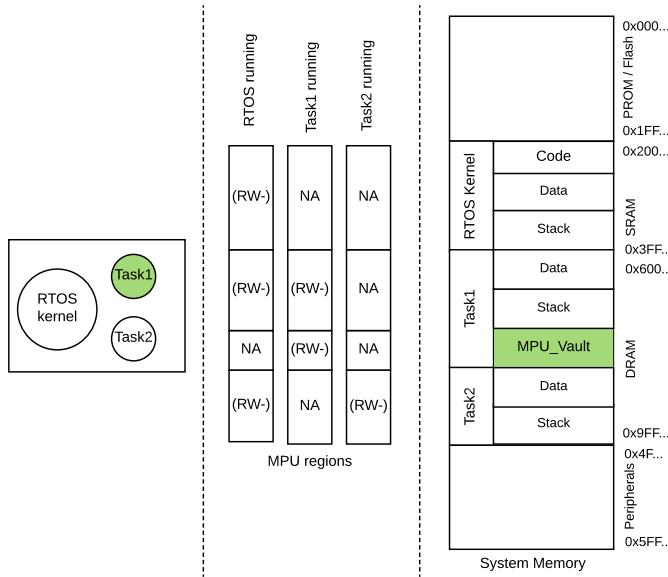 RTOS
kernel
Task1
Task2
RTOS running
Task1 running
Task2 running
(RW-) NA NA
(RW-) (RW-) NA
NA (RW-) NA
(RW-) NA (RW-)
MPU regions
0x000...
PROM / Flash
0x1FF...
RTOS Kernel
Code
0x200...
Data
Stack
SRAM
0x3FF..
Task1
Data
0x600...
Stack
MPU_Vault
DRAM
Task2
Data
Stack
0x9FF...
0x4F...
Peripherals
0x5FF..
System Memory